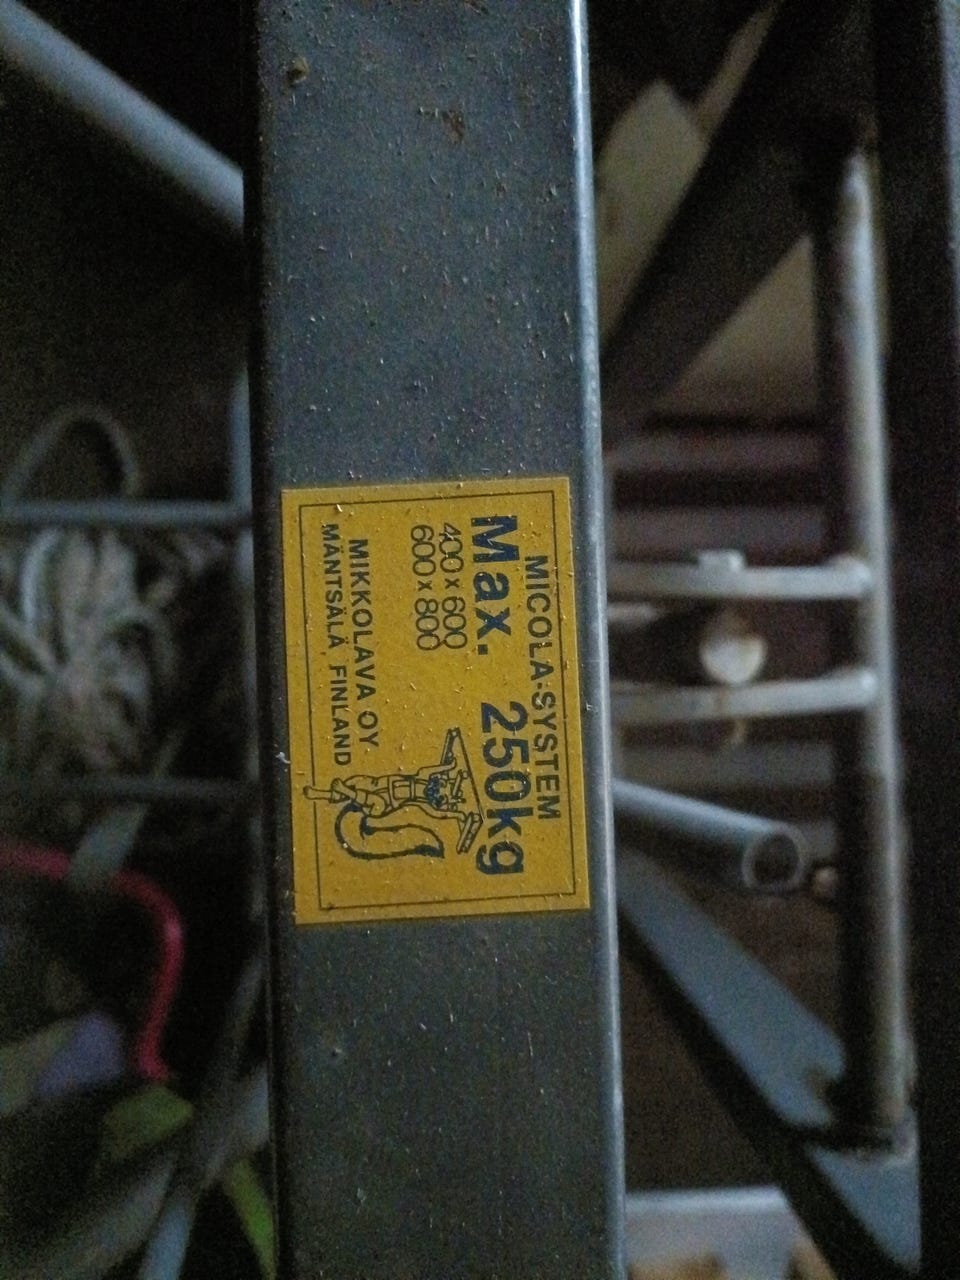 MICOLA-SYSTEM
Max. 250kg
400 x 600
600 x 800
MIKKOLAVA OY
MÄNTSÄLÄ, FINLAND